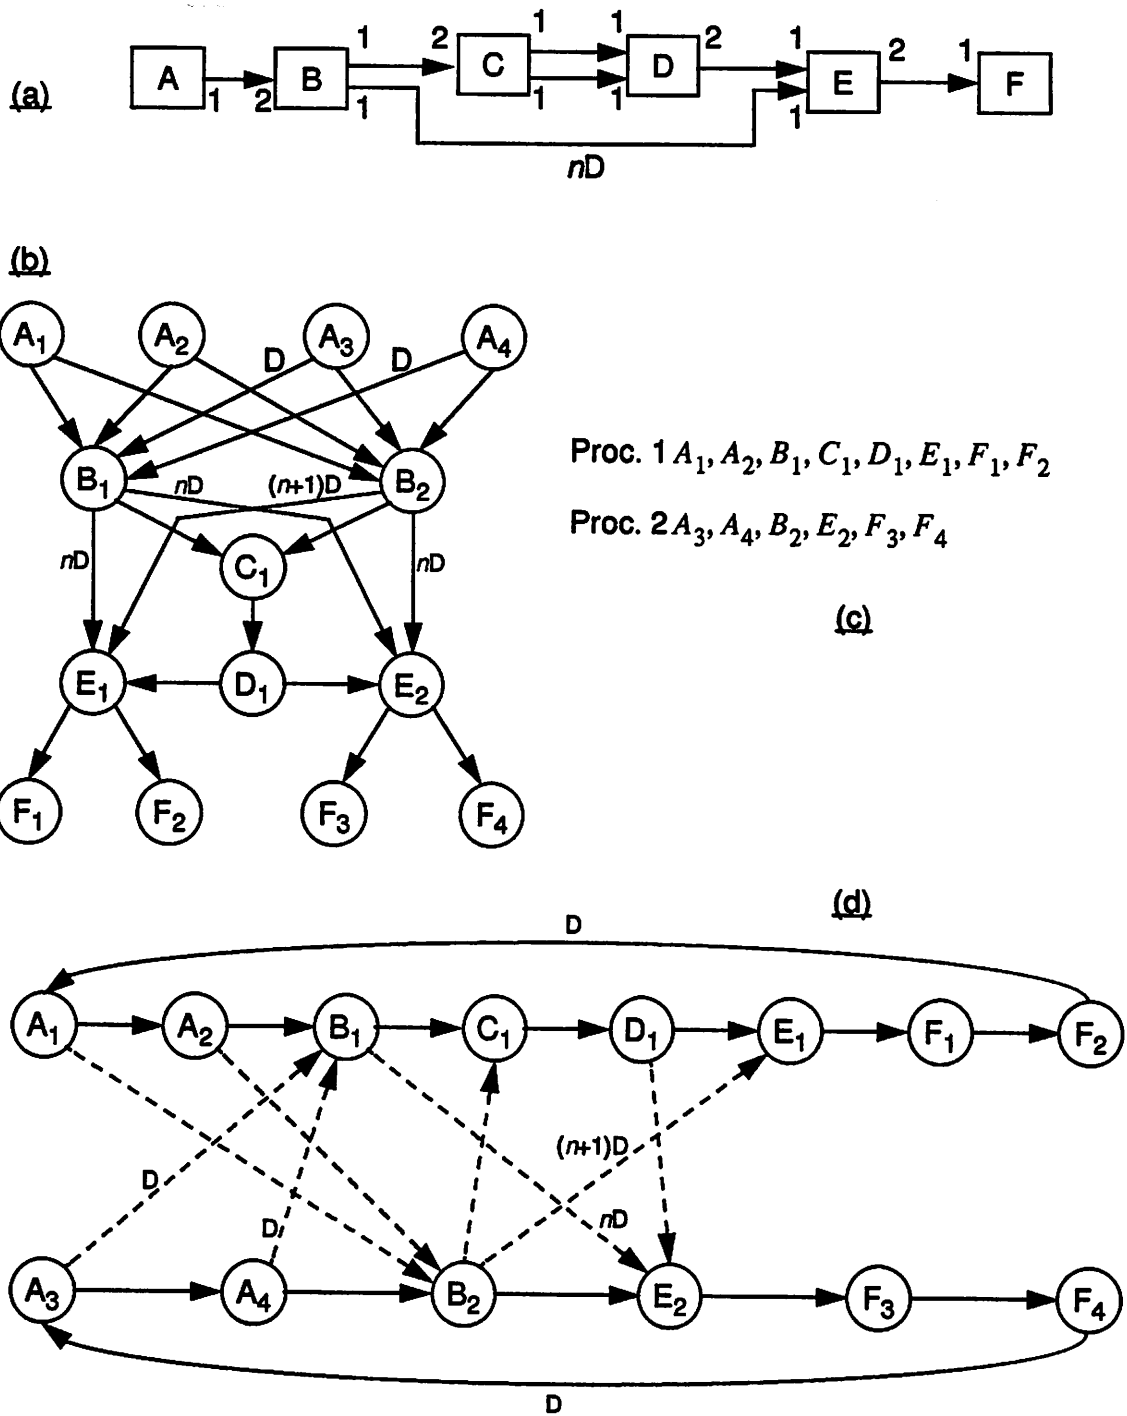 (a)
A 1 2 B 1 2 C 1 1 D 2 1 E 2 1 F
1 1 1 1
nD
(b)
A1 A2 A3 A4
D D
B1 nD (n+1)D B2
Proc. 1 A1, A2, B1, C1, D1, E1, F1, F2
Proc. 2 A3, A4, B2, E2, F3, F4
nD C1 nD
(c)
E1 D1 E2
F1 F2 F3 F4
(d)
D
A1 A2 B1 C1 D1 E1 F1 F2
(n+1)D
D
D nD
A3 A4 B2 E2 F3 F4
D